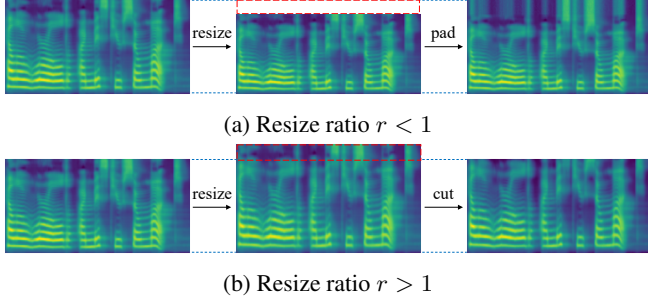 resize
pad
(a) Resize ratio r < 1
resize
cut
(b) Resize ratio r > 1